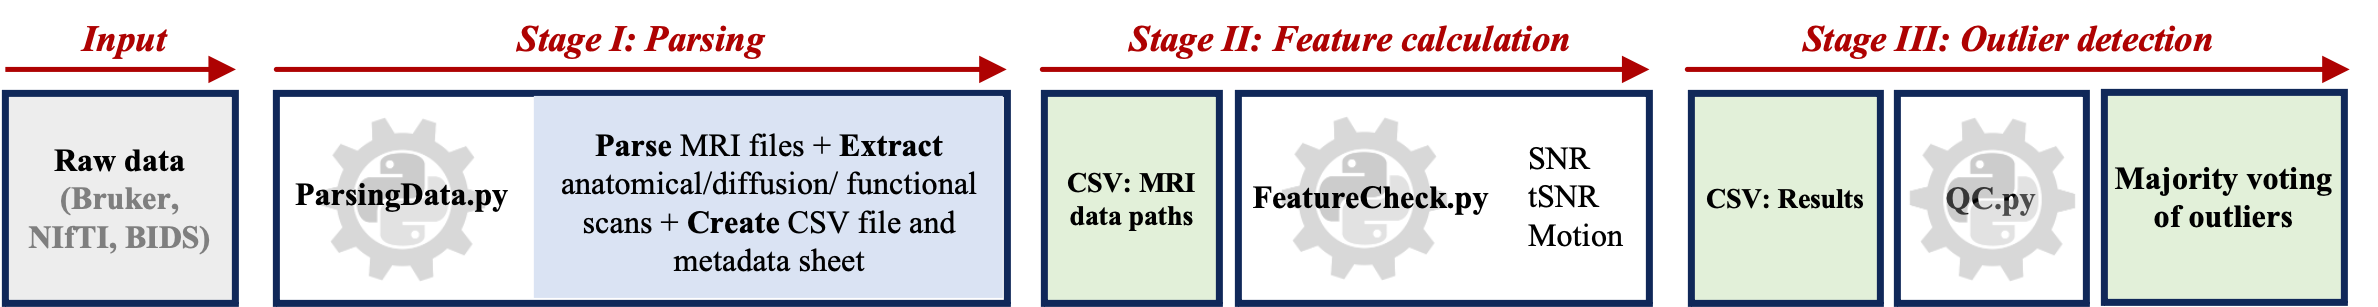 Input
Stage I: Parsing
Stage II: Feature calculation
Stage III: Outlier detection
Raw data
(Bruker,
NIfTI, BIDS)
ParsingData.py
Parse MRI files + Extract
anatomical/diffusion/ functional
scans + Create CSV file and
metadata sheet
CSV: MRI
data paths
FeatureCheck.py
SNR
tSNR
Motion
CSV: Results
QC.py
Majority voting
of outliers